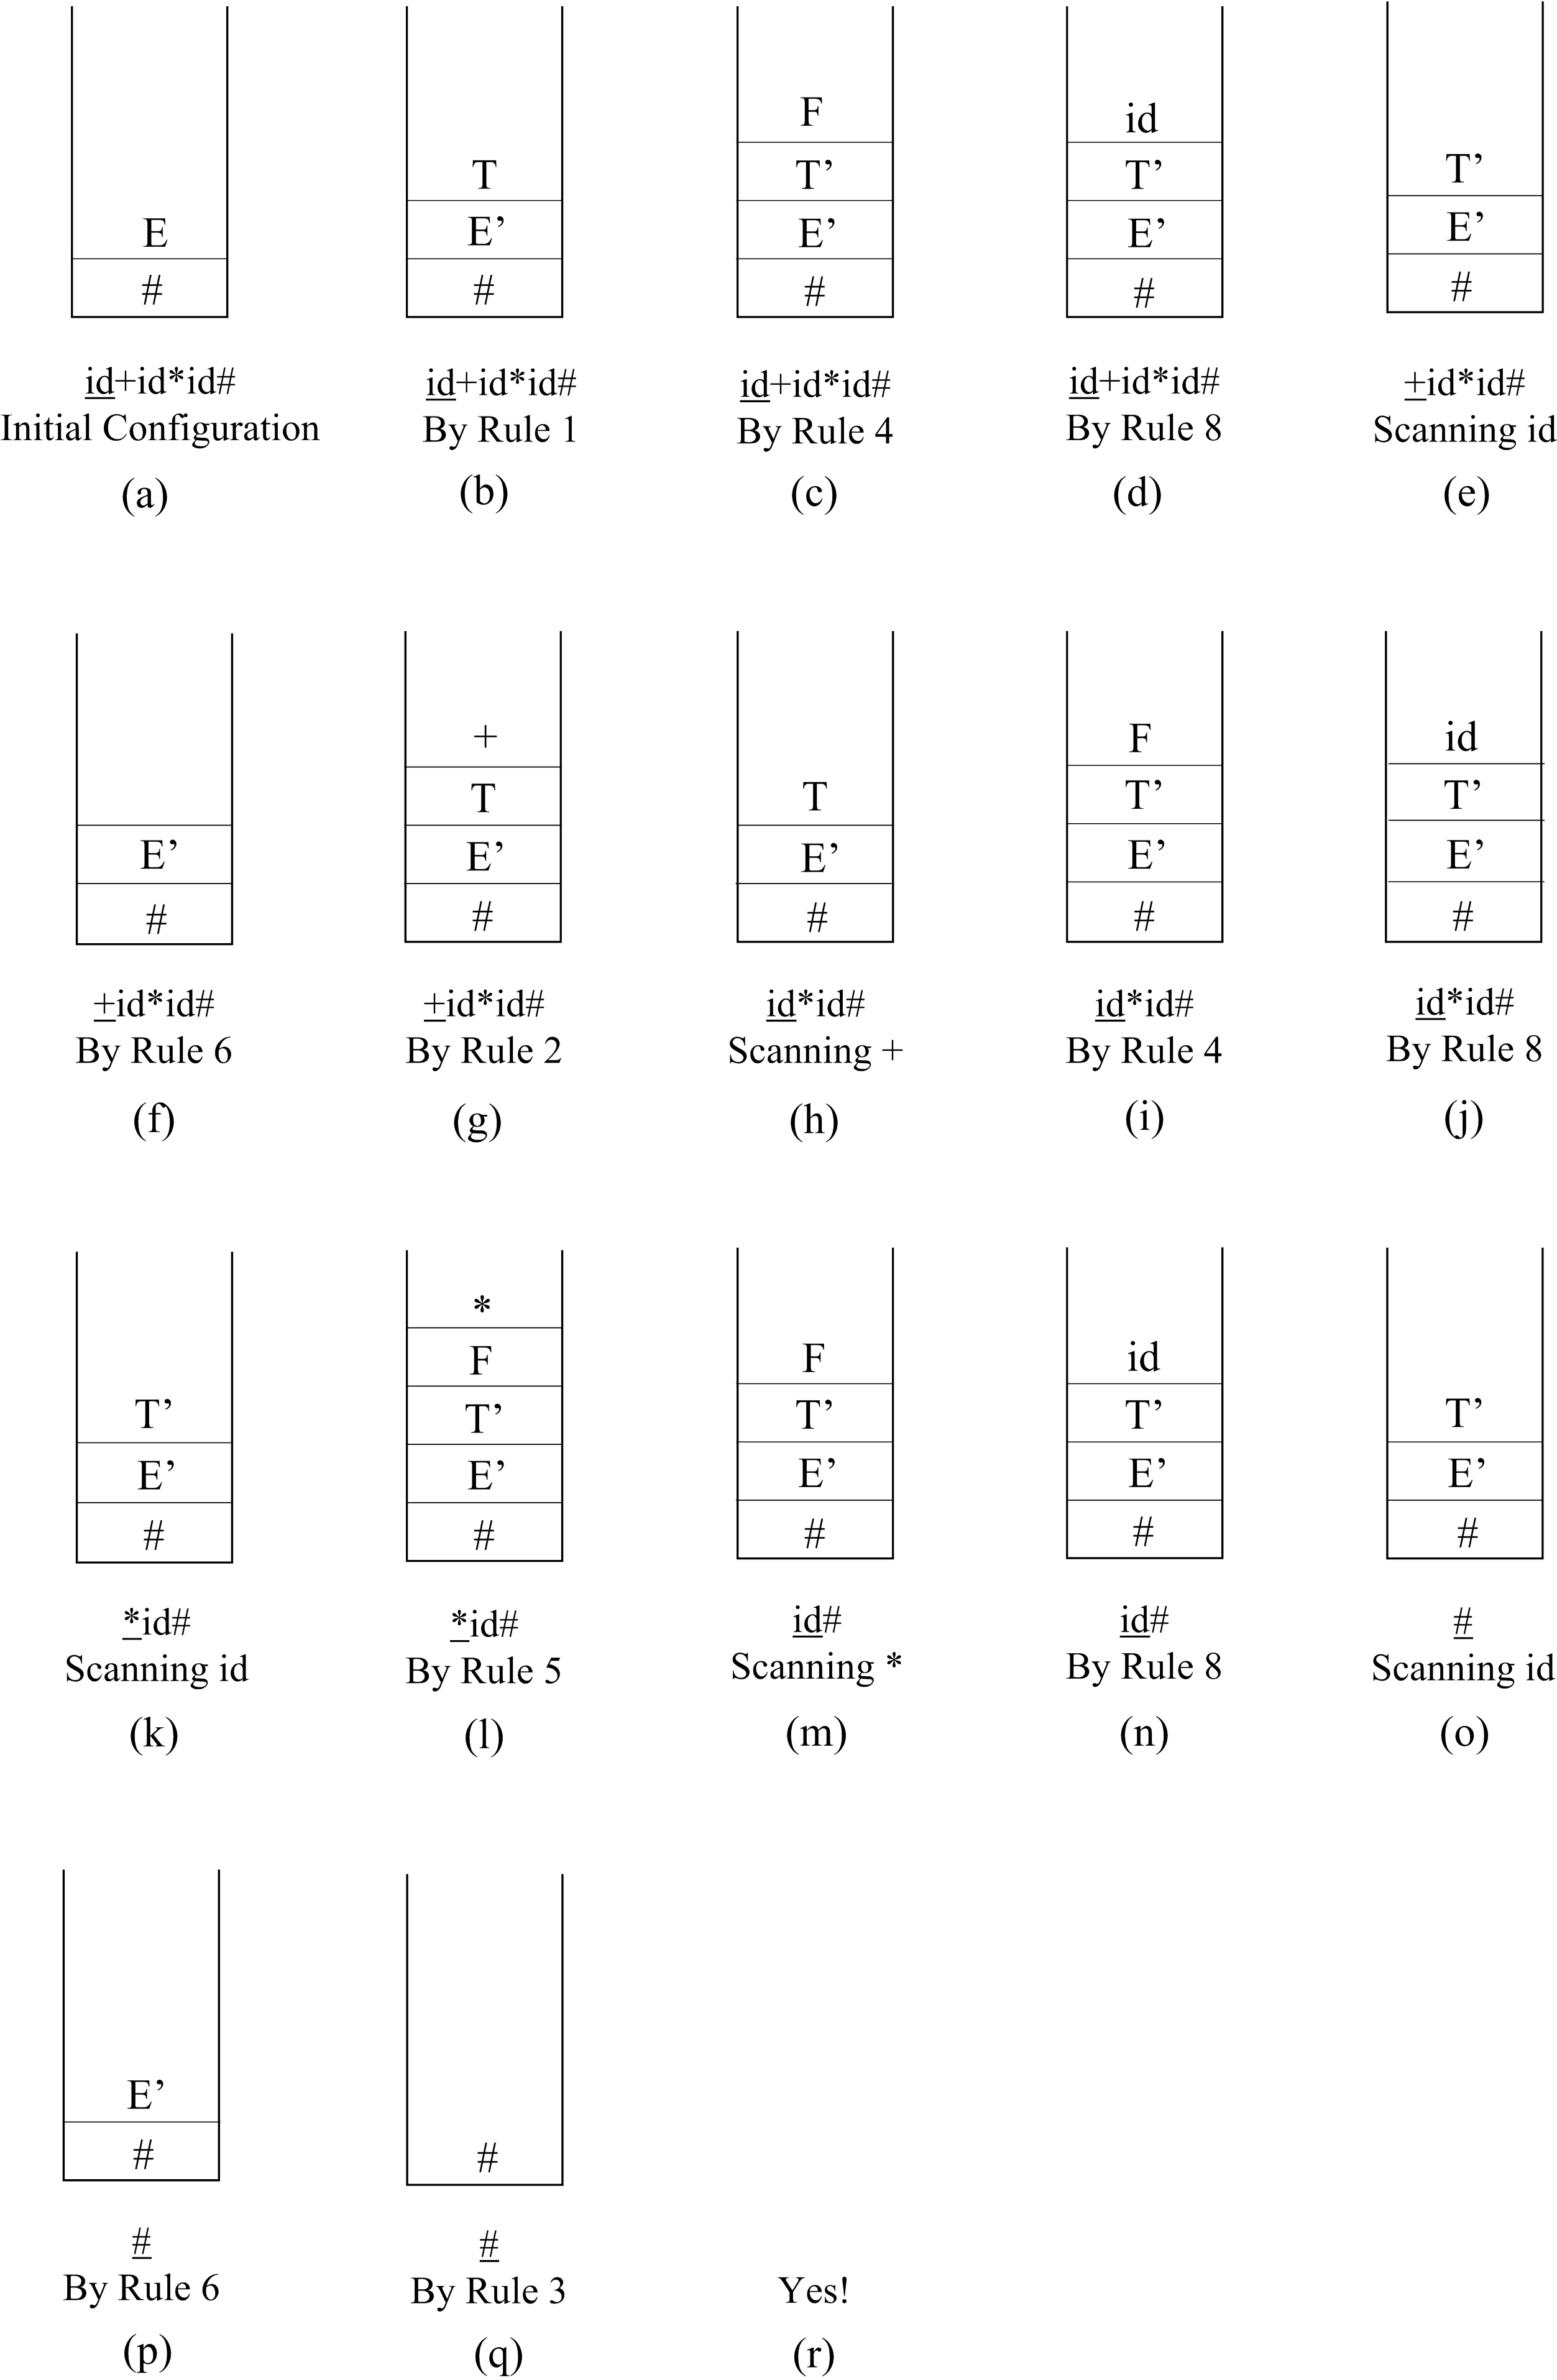 E
#
id+id*id#
Initial Configuration
(a)
T
E’
#
id+id*id#
By Rule 1
(b)
F
T’
E’
#
id+id*id#
By Rule 4
(c)
id
T’
E’
#
id+id*id#
By Rule 8
(d)
T’
E’
#
+id*id#
Scanning id
(e)
E’
#
+id*id#
By Rule 6
(f)
+
T
E’
#
+id*id#
By Rule 2
(g)
T
E’
#
id*id#
Scanning +
(h)
F
T’
E’
#
id*id#
By Rule 4
(i)
id
T’
E’
#
id*id#
By Rule 8
(j)
T’
E’
#
*id#
Scanning id
(k)
*
F
T’
E’
#
*id#
By Rule 5
(l)
F
T’
E’
#
id#
Scanning *
(m)
id
T’
E’
#
id#
By Rule 8
(n)
T’
E’
#
#
Scanning id
(o)
E’
#
#
By Rule 6
(p)
#
#
By Rule 3
(q)
Yes!
(r)